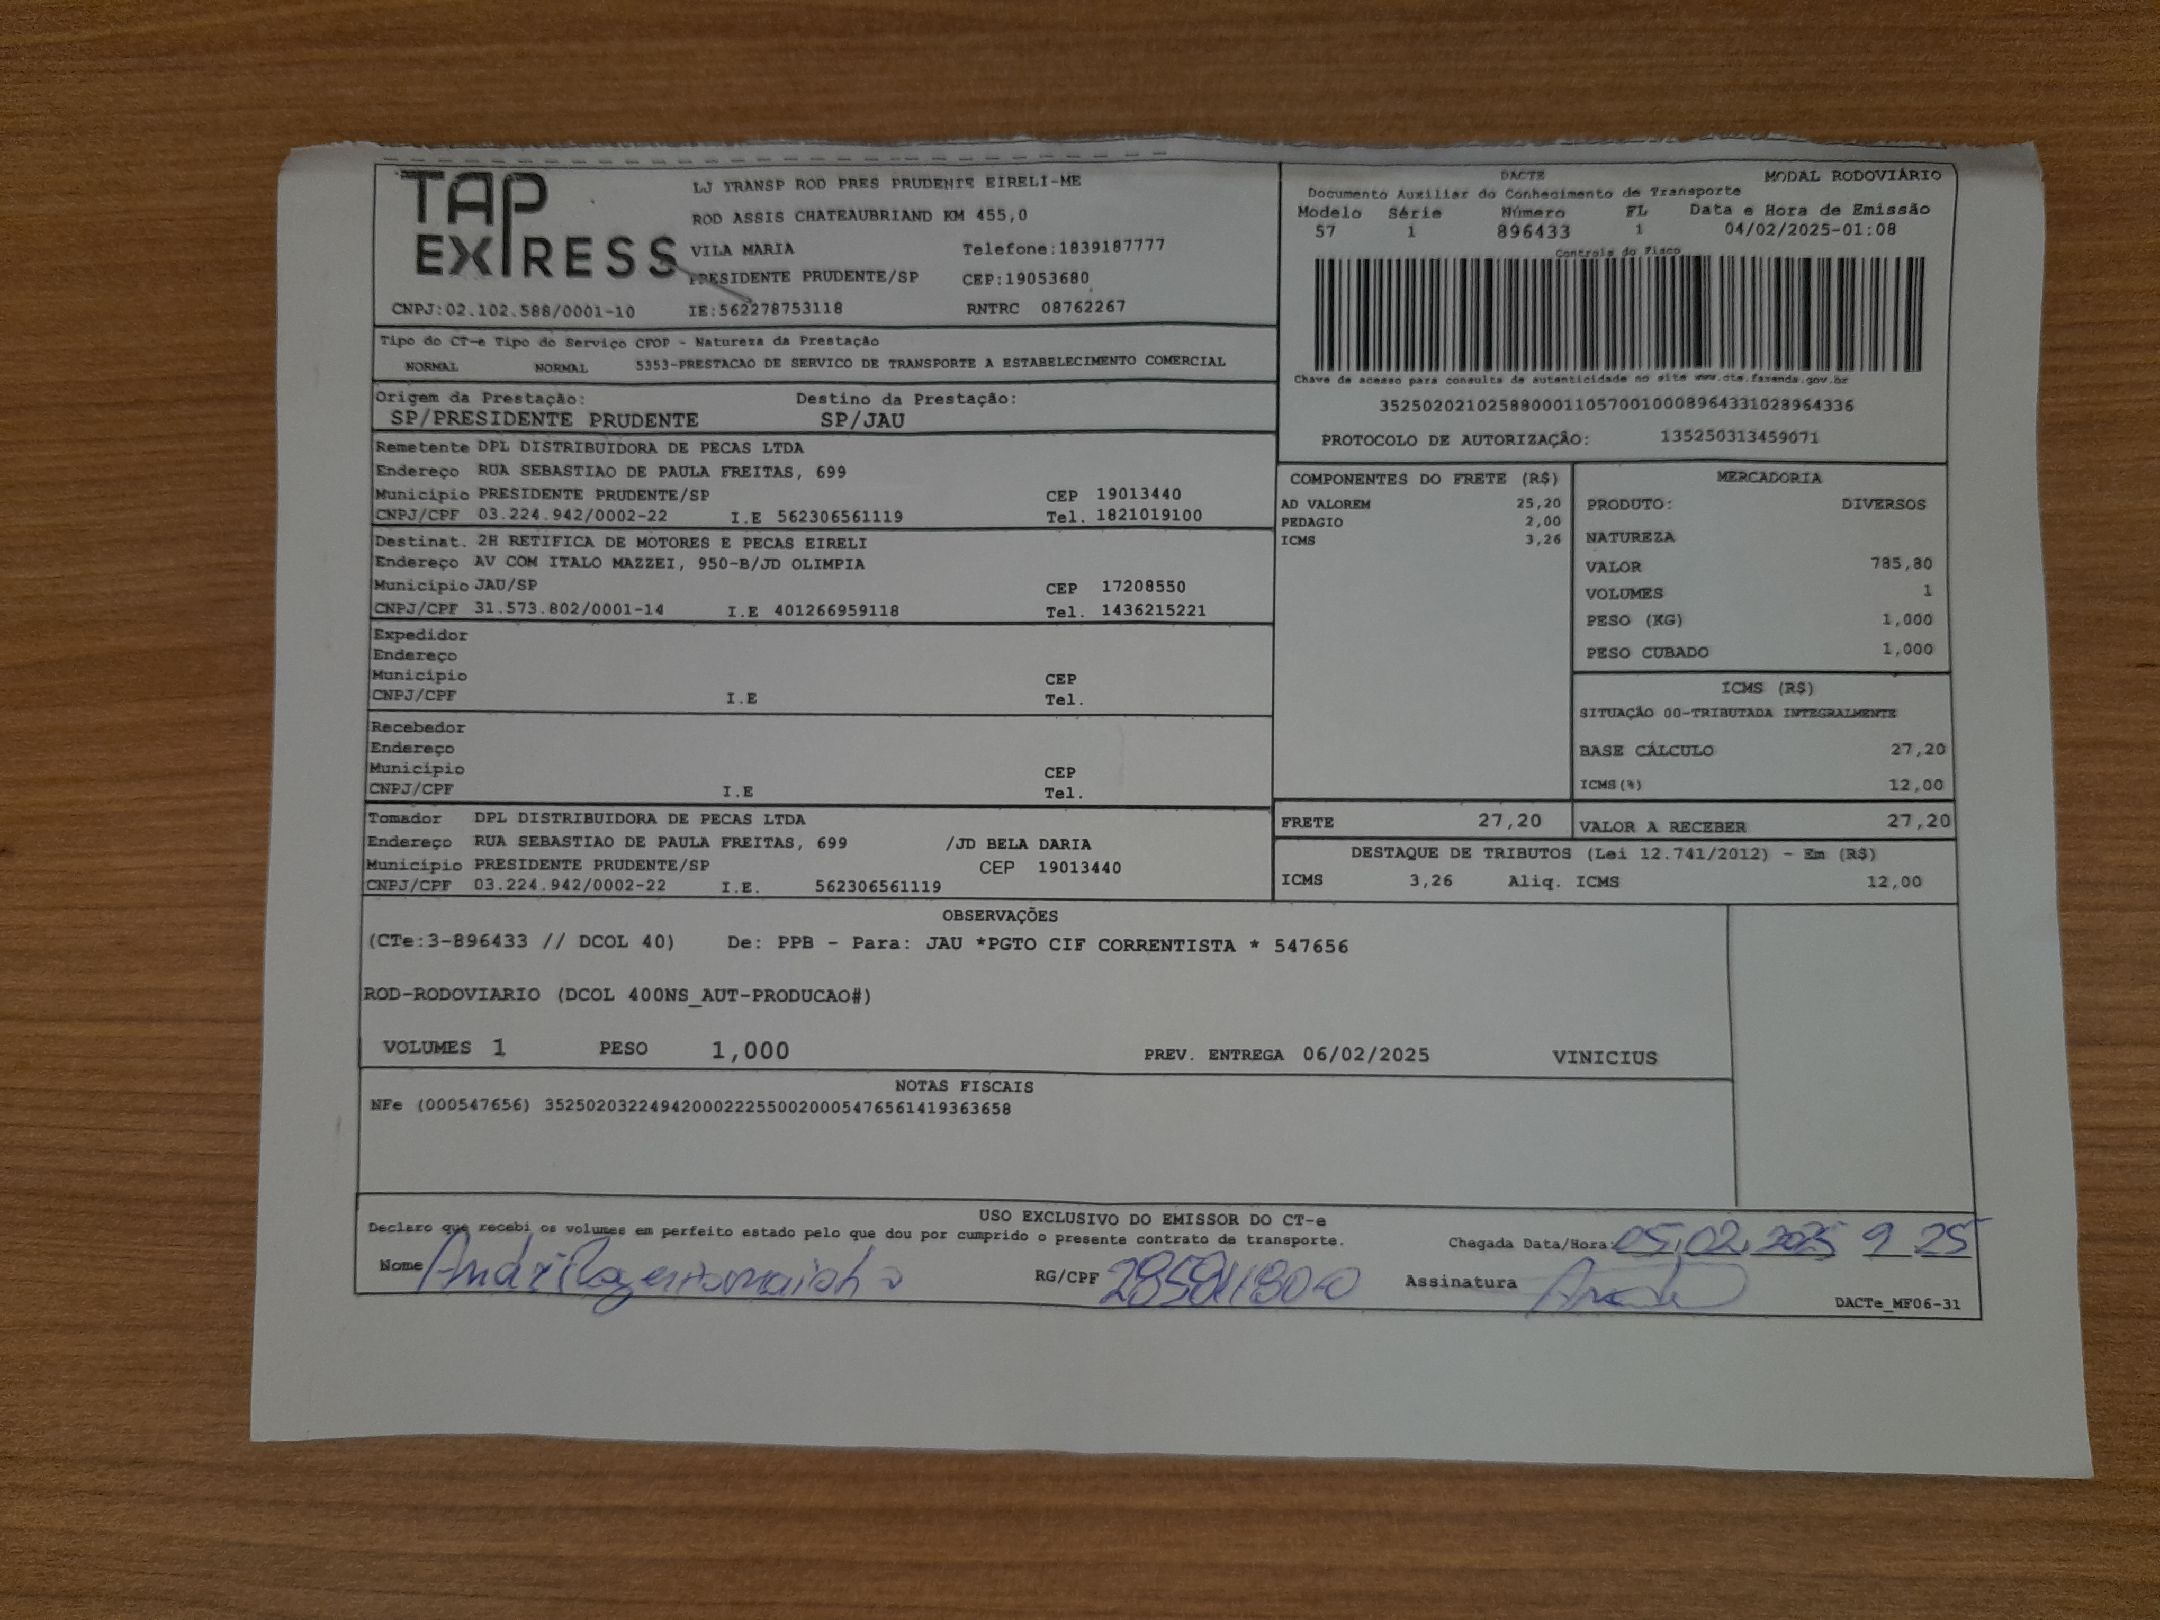 TAP
EXPRESS
LJ TRANSP ROD PRES PRUDENTE EIRELI-ME
ROD ASSIS CHATEAUBRIAND KM 455,0
VILA MARIA Telefone:1839187777
PRESIDENTE PRUDENTE/SP CEP:19053680
CNPJ:02.102.588/0001-10 IE:562278753118 RNTRC 08762267
DACTE MODAL RODOVIÁRIO
Documento Auxiliar do Conhecimento de Transporte
Modelo Série Número FL Data e Hora de Emissão
57 1 896433 1 04/02/2025-01:08
Controle do Fisco
Chave de acesso para consulta de autenticidade no site www.cte.fazenda.gov.br
35250202102588000110570010008964331028964336
PROTOCOLO DE AUTORIZAÇÃO: 135250313459071
Tipo do CT-e Tipo do Serviço CFOP - Natureza da Prestação
NORMAL NORMAL 5353-PRESTACAO DE SERVICO DE TRANSPORTE A ESTABELECIMENTO COMERCIAL
Origem da Prestação: Destino da Prestação:
SP/PRESIDENTE PRUDENTE SP/JAU
Remetente DPL DISTRIBUIDORA DE PECAS LTDA
Endereço RUA SEBASTIAO DE PAULA FREITAS, 699
Município PRESIDENTE PRUDENTE/SP CEP 19013440
CNPJ/CPF 03.224.942/0002-22 I.E 562306561119 Tel. 1821019100
Destinat. 2H RETIFICA DE MOTORES E PECAS EIRELI
Endereço AV COM ITALO MAZZEI, 950-B/JD OLIMPIA
Município JAU/SP CEP 17208550
CNPJ/CPF 31.573.802/0001-14 I.E 401266959118 Tel. 1436215221
Expedidor
Endereço
Município CEP
CNPJ/CPF I.E Tel.
Recebedor
Endereço
Município CEP
CNPJ/CPF I.E Tel.
Tomador DPL DISTRIBUIDORA DE PECAS LTDA
Endereço RUA SEBASTIAO DE PAULA FREITAS, 699 /JD BELA DARIA
Município PRESIDENTE PRUDENTE/SP CEP 19013440
CNPJ/CPF 03.224.942/0002-22 I.E. 562306561119
COMPONENTES DO FRETE (R$)
AD VALOREM 25,20
PEDAGIO 2,00
ICMS 3,26
MERCADORIA
PRODUTO: DIVERSOS
NATUREZA
VALOR 785,80
VOLUMES 1
PESO (KG) 1,000
PESO CUBADO 1,000
ICMS (R$)
SITUAÇÃO 00-TRIBUTADA INTEGRALMENTE
BASE CÁLCULO 27,20
ICMS(%) 12,00
FRETE 27,20 VALOR A RECEBER 27,20
DESTAQUE DE TRIBUTOS (Lei 12.741/2012) - Em (R$)
ICMS 3,26 Aliq. ICMS 12,00
OBSERVAÇÕES
(CTe:3-896433 // DCOL 40) De: PPB - Para: JAU *PGTO CIF CORRENTISTA * 547656
ROD-RODOVIARIO (DCOL 400NS_AUT-PRODUCAO#)
VOLUMES 1 PESO 1,000 PREV. ENTREGA 06/02/2025 VINICIUS
NOTAS FISCAIS
NFe (000547656) 35250203224942000222550020005476561419363658
USO EXCLUSIVO DO EMISSOR DO CT-e
Declaro que recebi os volumes em perfeito estado pelo que dou por cumprido o presente contrato de transporte.
Chegada Data/Hora: 05,02,2025 9 25
Nome RG/CPF Assinatura
DACTe_MF06-31